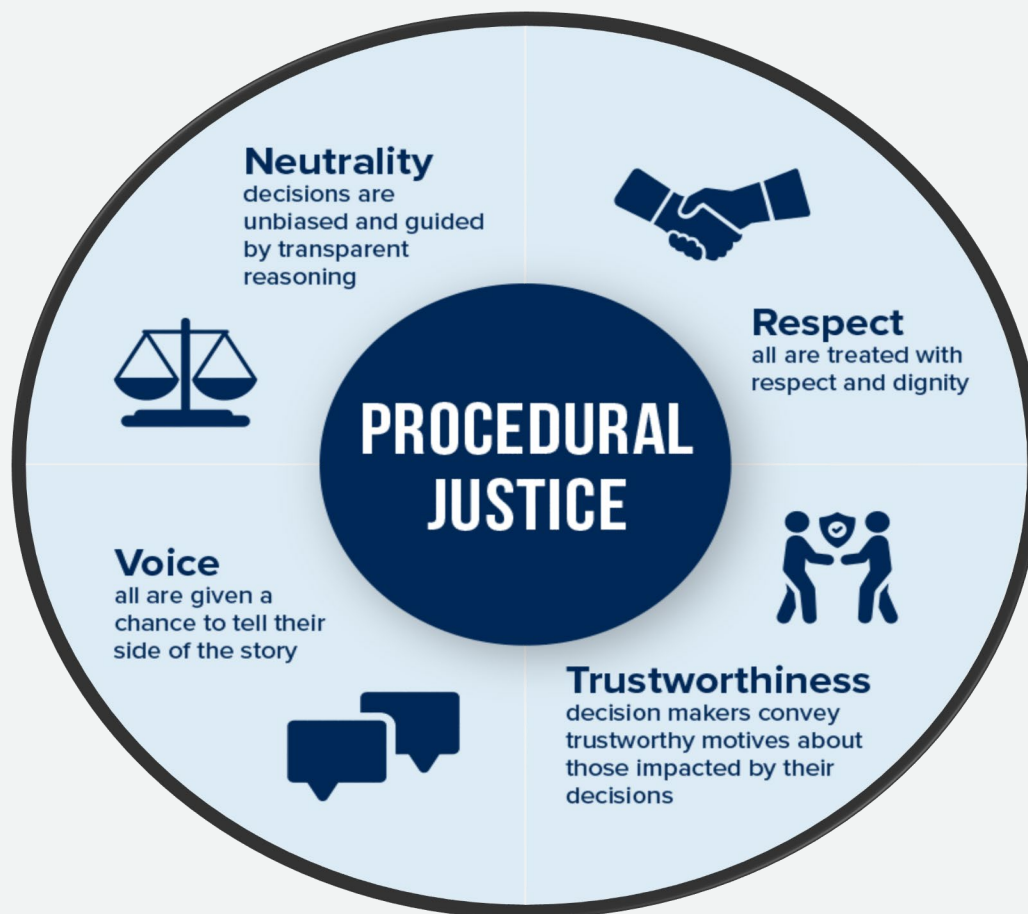 Neutrality
decisions are
unbiased and guided
by transparent
reasoning
Respect
all are treated with
respect and dignity
PROCEDURAL
JUSTICE
Voice
all are given a
chance to tell their
side of the story
Trustworthiness
decision makers convey
trustworthy motives about
those impacted by their
decisions